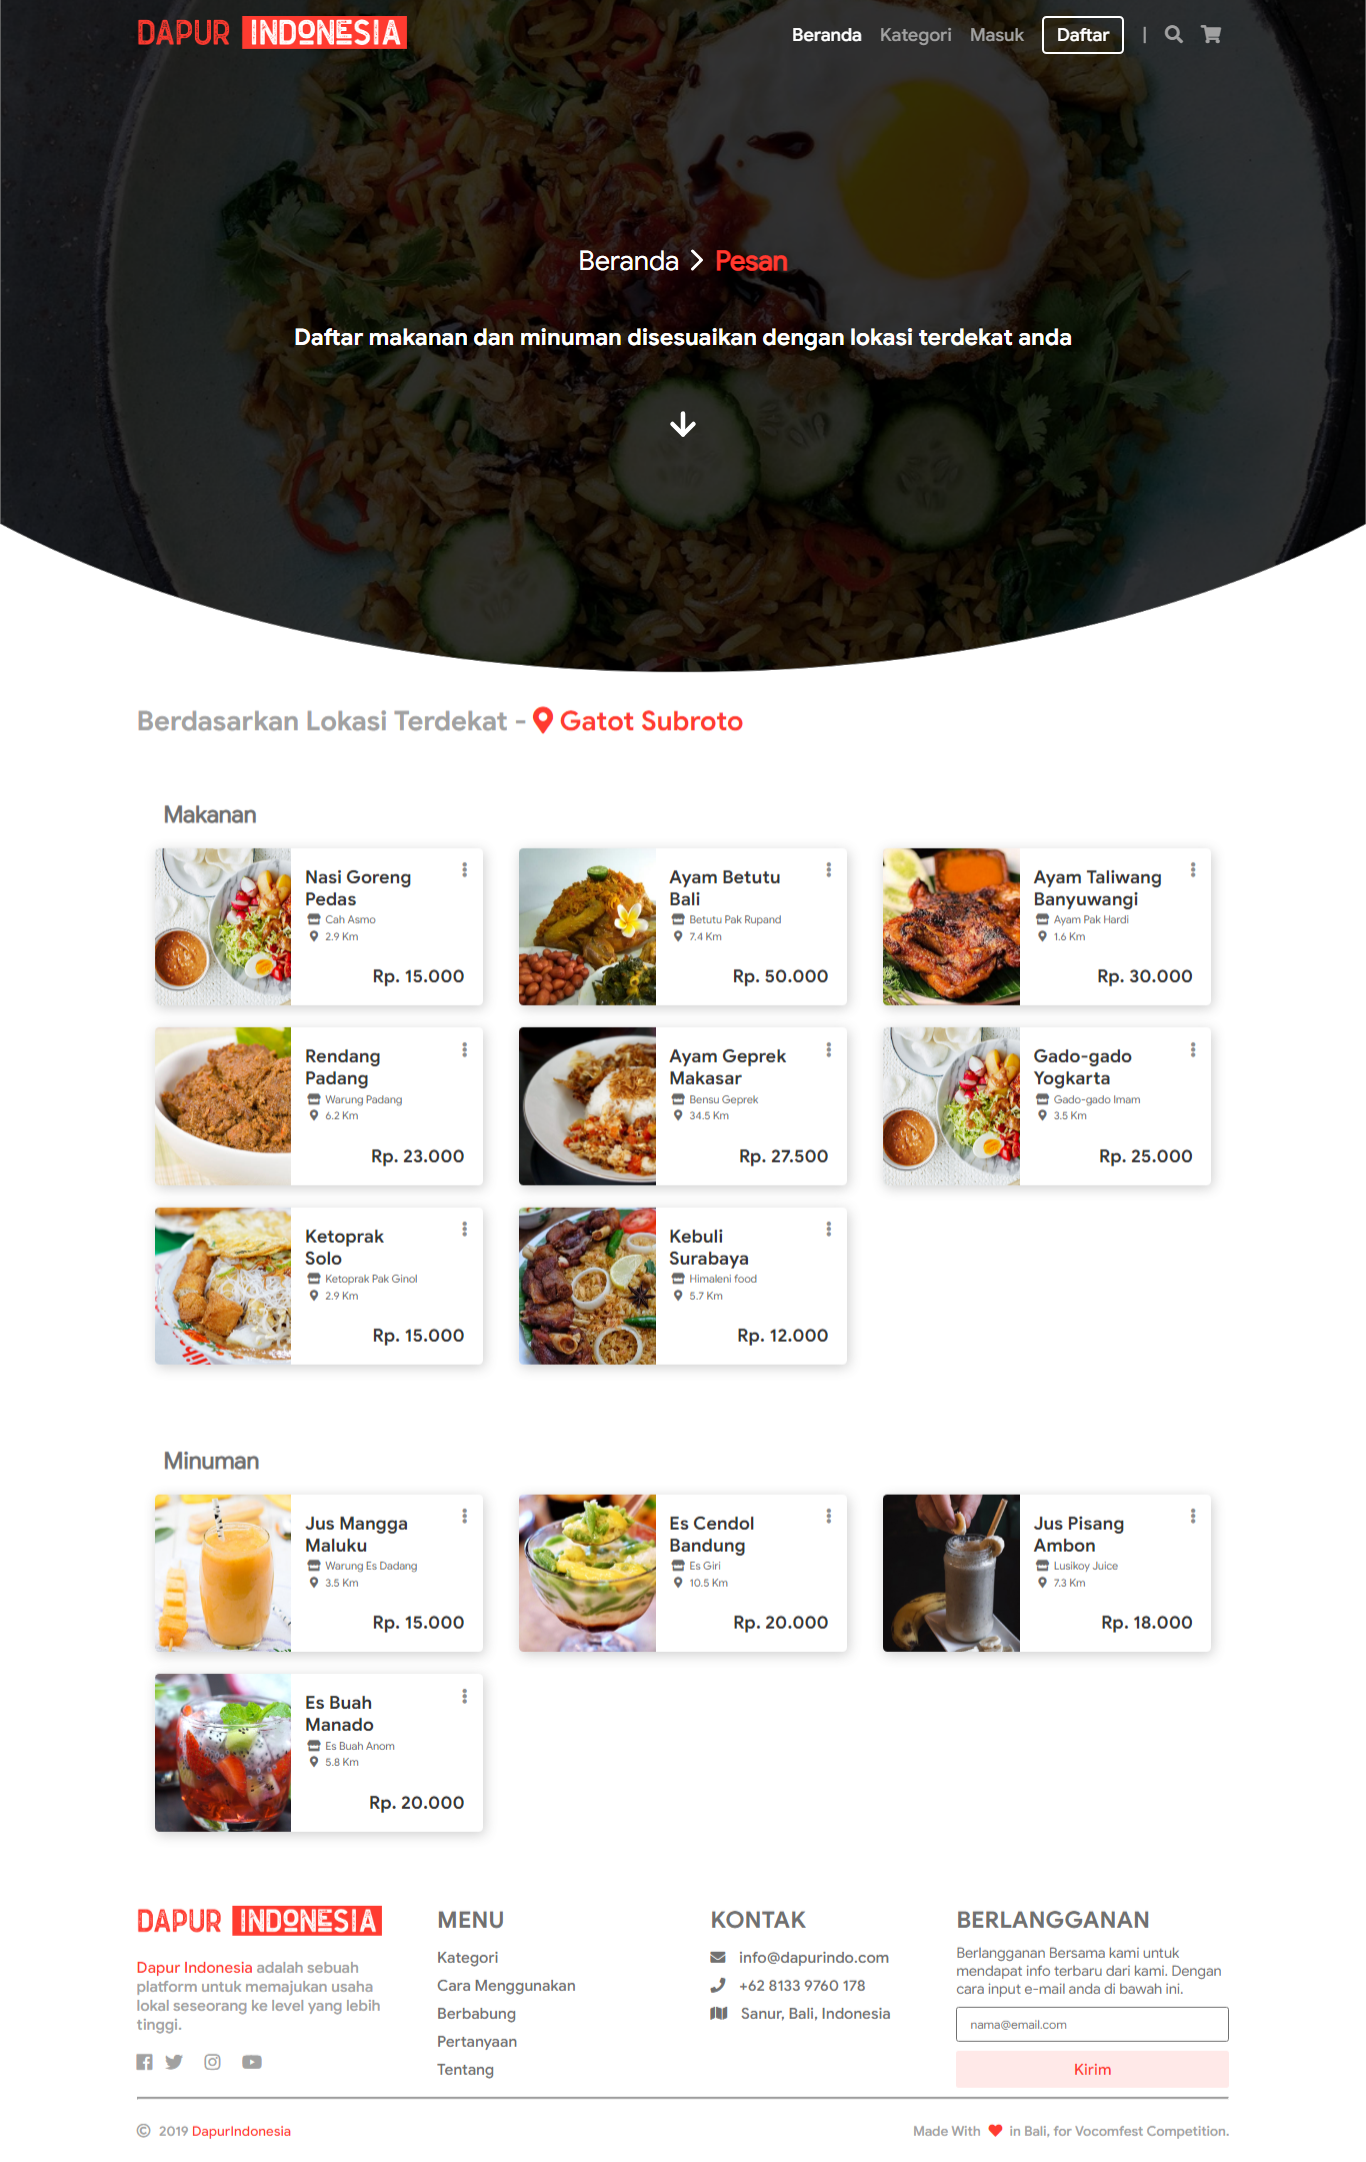 DAPUR INDONESIA
Beranda Kategori Masuk Daftar |
Beranda > Pesan
Daftar makanan dan minuman disesuaikan dengan lokasi terdekat anda
Berdasarkan Lokasi Terdekat - Gatot Subroto
Makanan
Nasi Goreng
Pedas
Cah Asmo
2.9 Km
Rp. 15.000
Ayam Betutu
Bali
Betutu Pak Rupand
7.4 Km
Rp. 50.000
Ayam Taliwang
Banyuwangi
Ayam Pak Hardi
1.6 Km
Rp. 30.000
Rendang
Padang
Warung Padang
6.2 Km
Rp. 23.000
Ayam Geprek
Makasar
Bensu Geprek
34.5 Km
Rp. 27.500
Gado-gado
Yogkarta
Gado-gado Imam
3.5 Km
Rp. 25.000
Ketoprak
Solo
Ketoprak Pak Ginol
2.9 Km
Rp. 15.000
Kebuli
Surabaya
Himaleni food
5.7 Km
Rp. 12.000
Minuman
Jus Mangga
Maluku
Warung Es Dadang
3.5 Km
Rp. 15.000
Es Cendol
Bandung
Es Giri
10.5 Km
Rp. 20.000
Jus Pisang
Ambon
Lusikoy Juice
7.3 Km
Rp. 18.000
Es Buah
Manado
Es Buah Anom
5.8 Km
Rp. 20.000
DAPUR INDONESIA
Dapur Indonesia adalah sebuah
platform untuk memajukan usaha
lokal seseorang ke level yang lebih
tinggi.
MENU
Kategori
Cara Menggunakan
Berbabung
Pertanyaan
Tentang
KONTAK
info@dapurindo.com
+62 8133 9760 178
Sanur, Bali, Indonesia
BERLANGGANAN
Berlangganan Bersama kami untuk
mendapat info terbaru dari kami. Dengan
cara input e-mail anda di bawah ini.
nama@email.com
Kirim
© 2019 DapurIndonesia
Made With ❤ in Bali, for Vocomfest Competition.